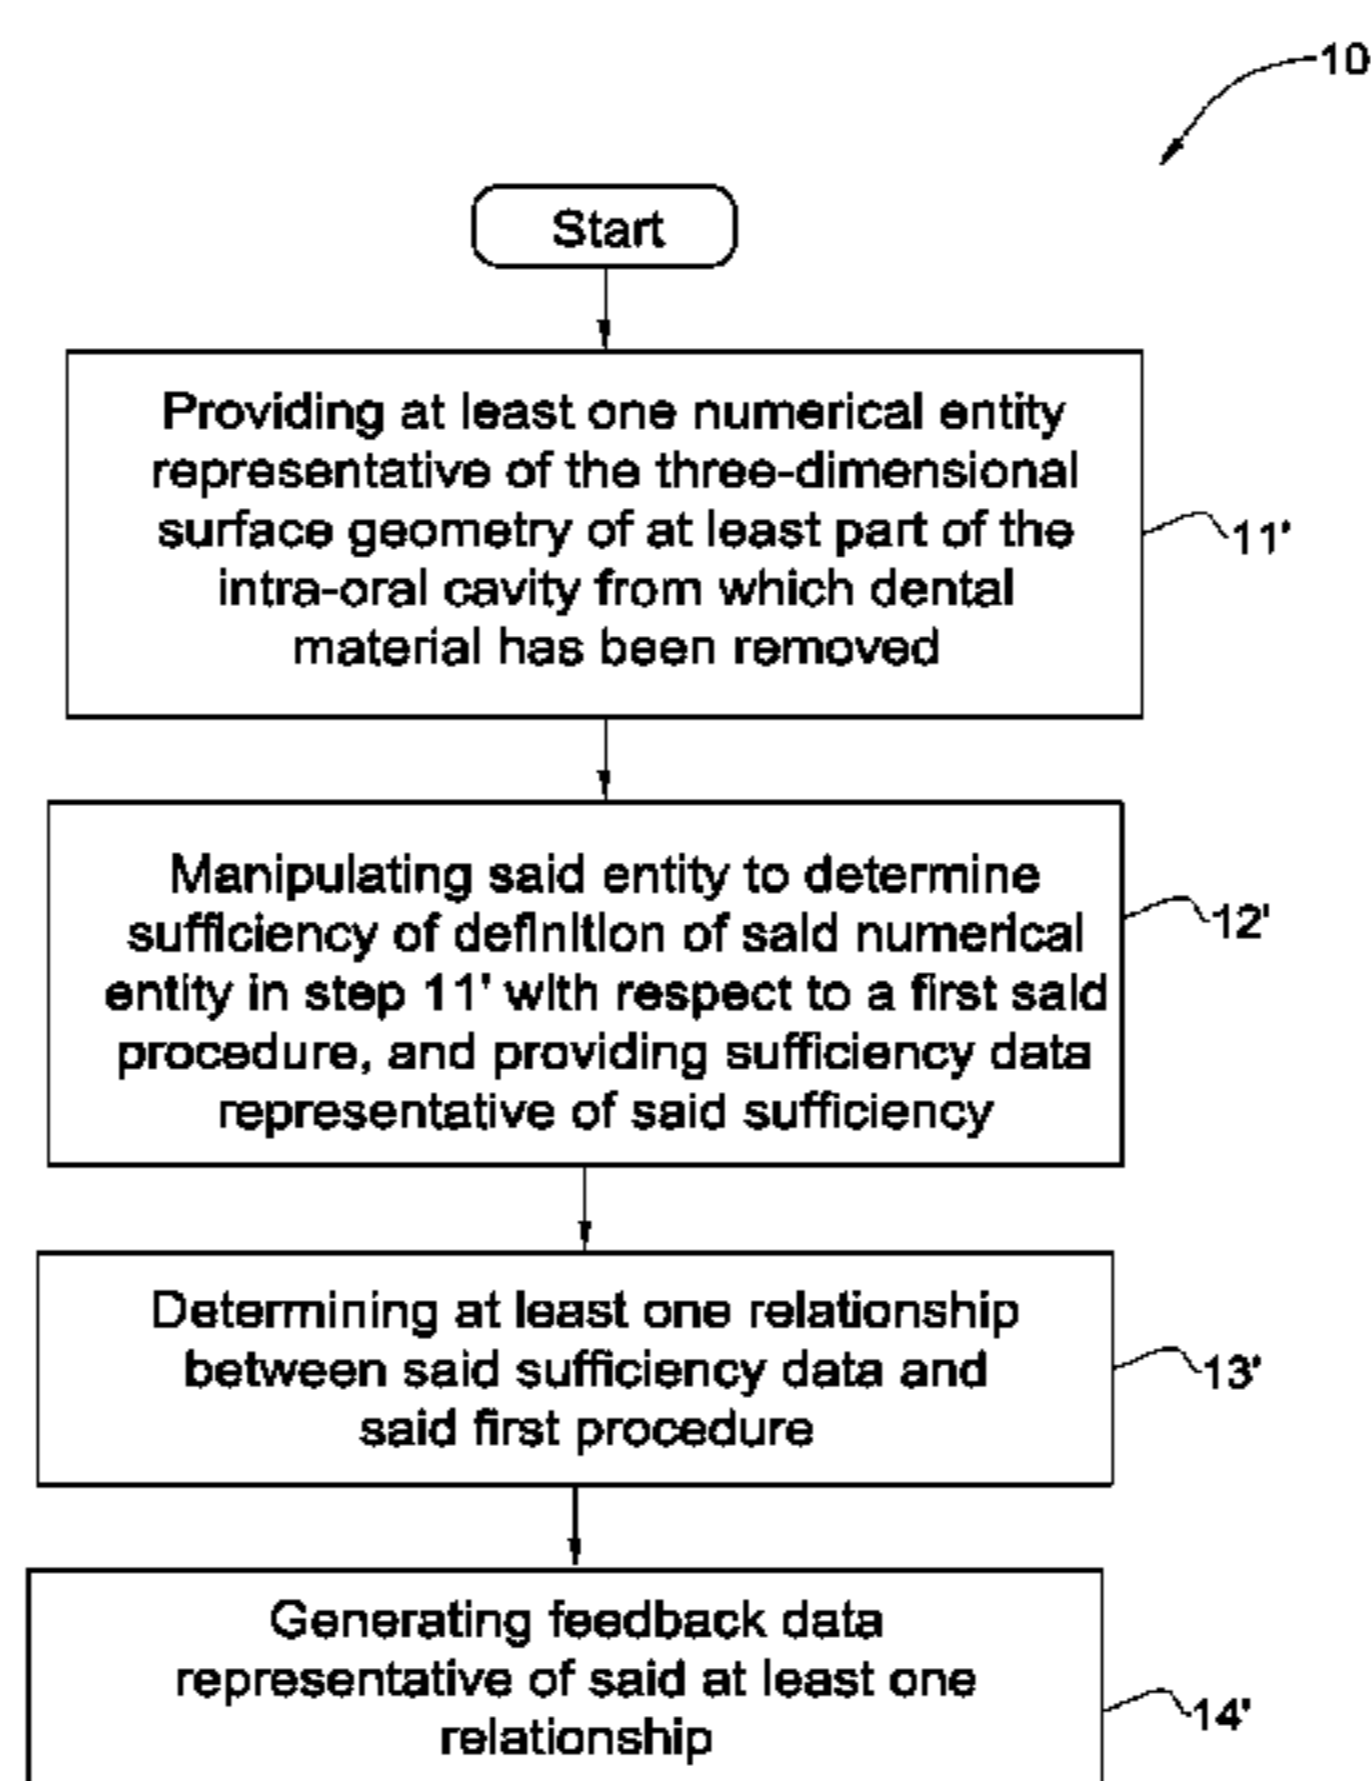 10
Start
Providing at least one numerical entity
representative of the three-dimensional
surface geometry of at least part of the
intra-oral cavity from which dental
material has been removed
11'
Manipulating said entity to determine
sufficiency of definition of said numerical
entity in step 11' with respect to a first said
procedure, and providing sufficiency data
representative of said sufficiency
12'
Determining at least one relationship
between said sufficiency data and
said first procedure
13'
Generating feedback data
representative of said at least one
relationship
14'